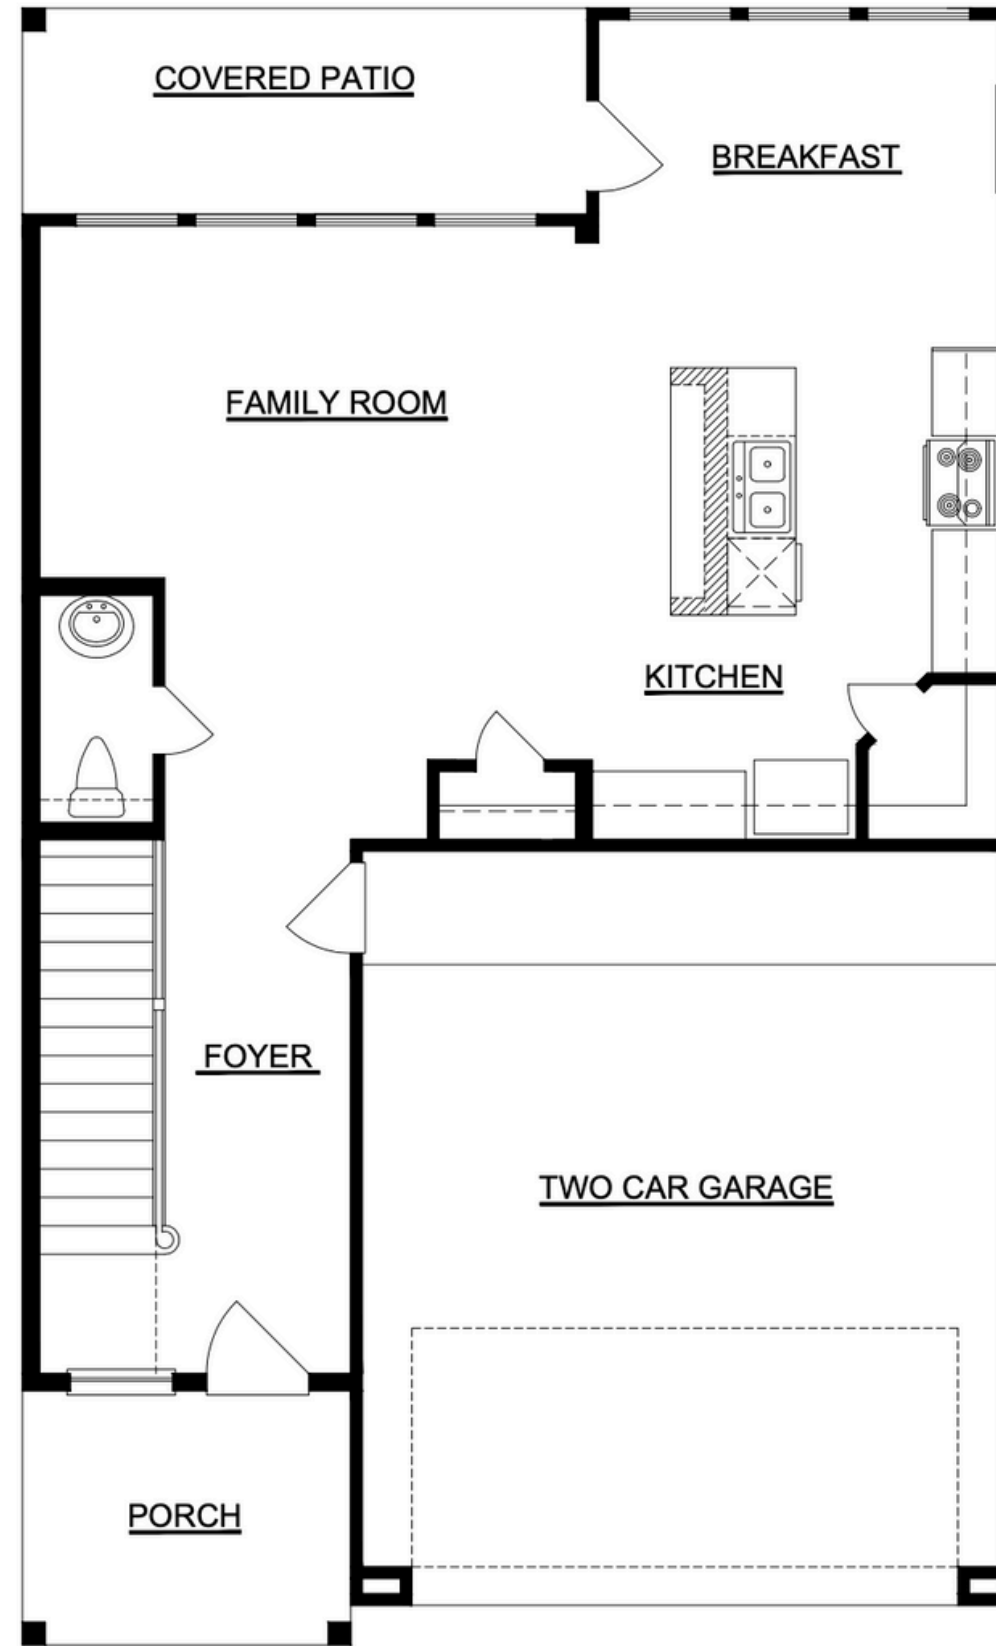 COVERED PATIO
BREAKFAST
FAMILY ROOM
KITCHEN
FOYER
TWO CAR GARAGE
PORCH